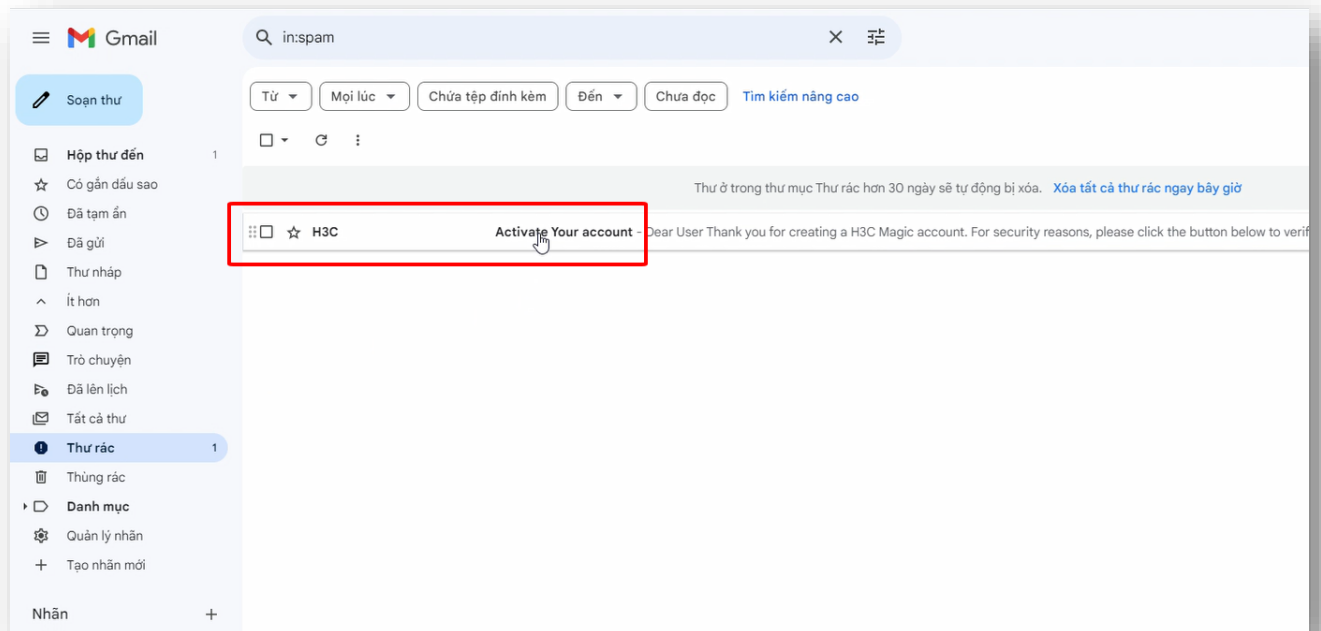 Gmail
in:spam
Soạn thư
Từ Mọi lúc Chứa tệp đính kèm Đến Chưa đọc Tìm kiếm nâng cao
Hộp thư đến 1
Có gắn dấu sao
Đã tạm ẩn
Đã gửi
Thư nháp
Ít hơn
Quan trọng
Trò chuyện
Đã lên lịch
Tất cả thư
Thư rác 1
Thùng rác
Danh mục
Quản lý nhãn
Tạo nhãn mới
Nhãn
Thư ở trong thư mục Thư rác hơn 30 ngày sẽ tự động bị xóa. Xóa tất cả thư rác ngay bây giờ
H3C Activate Your account - Dear User Thank you for creating a H3C Magic account. For security reasons, please click the button below to verif